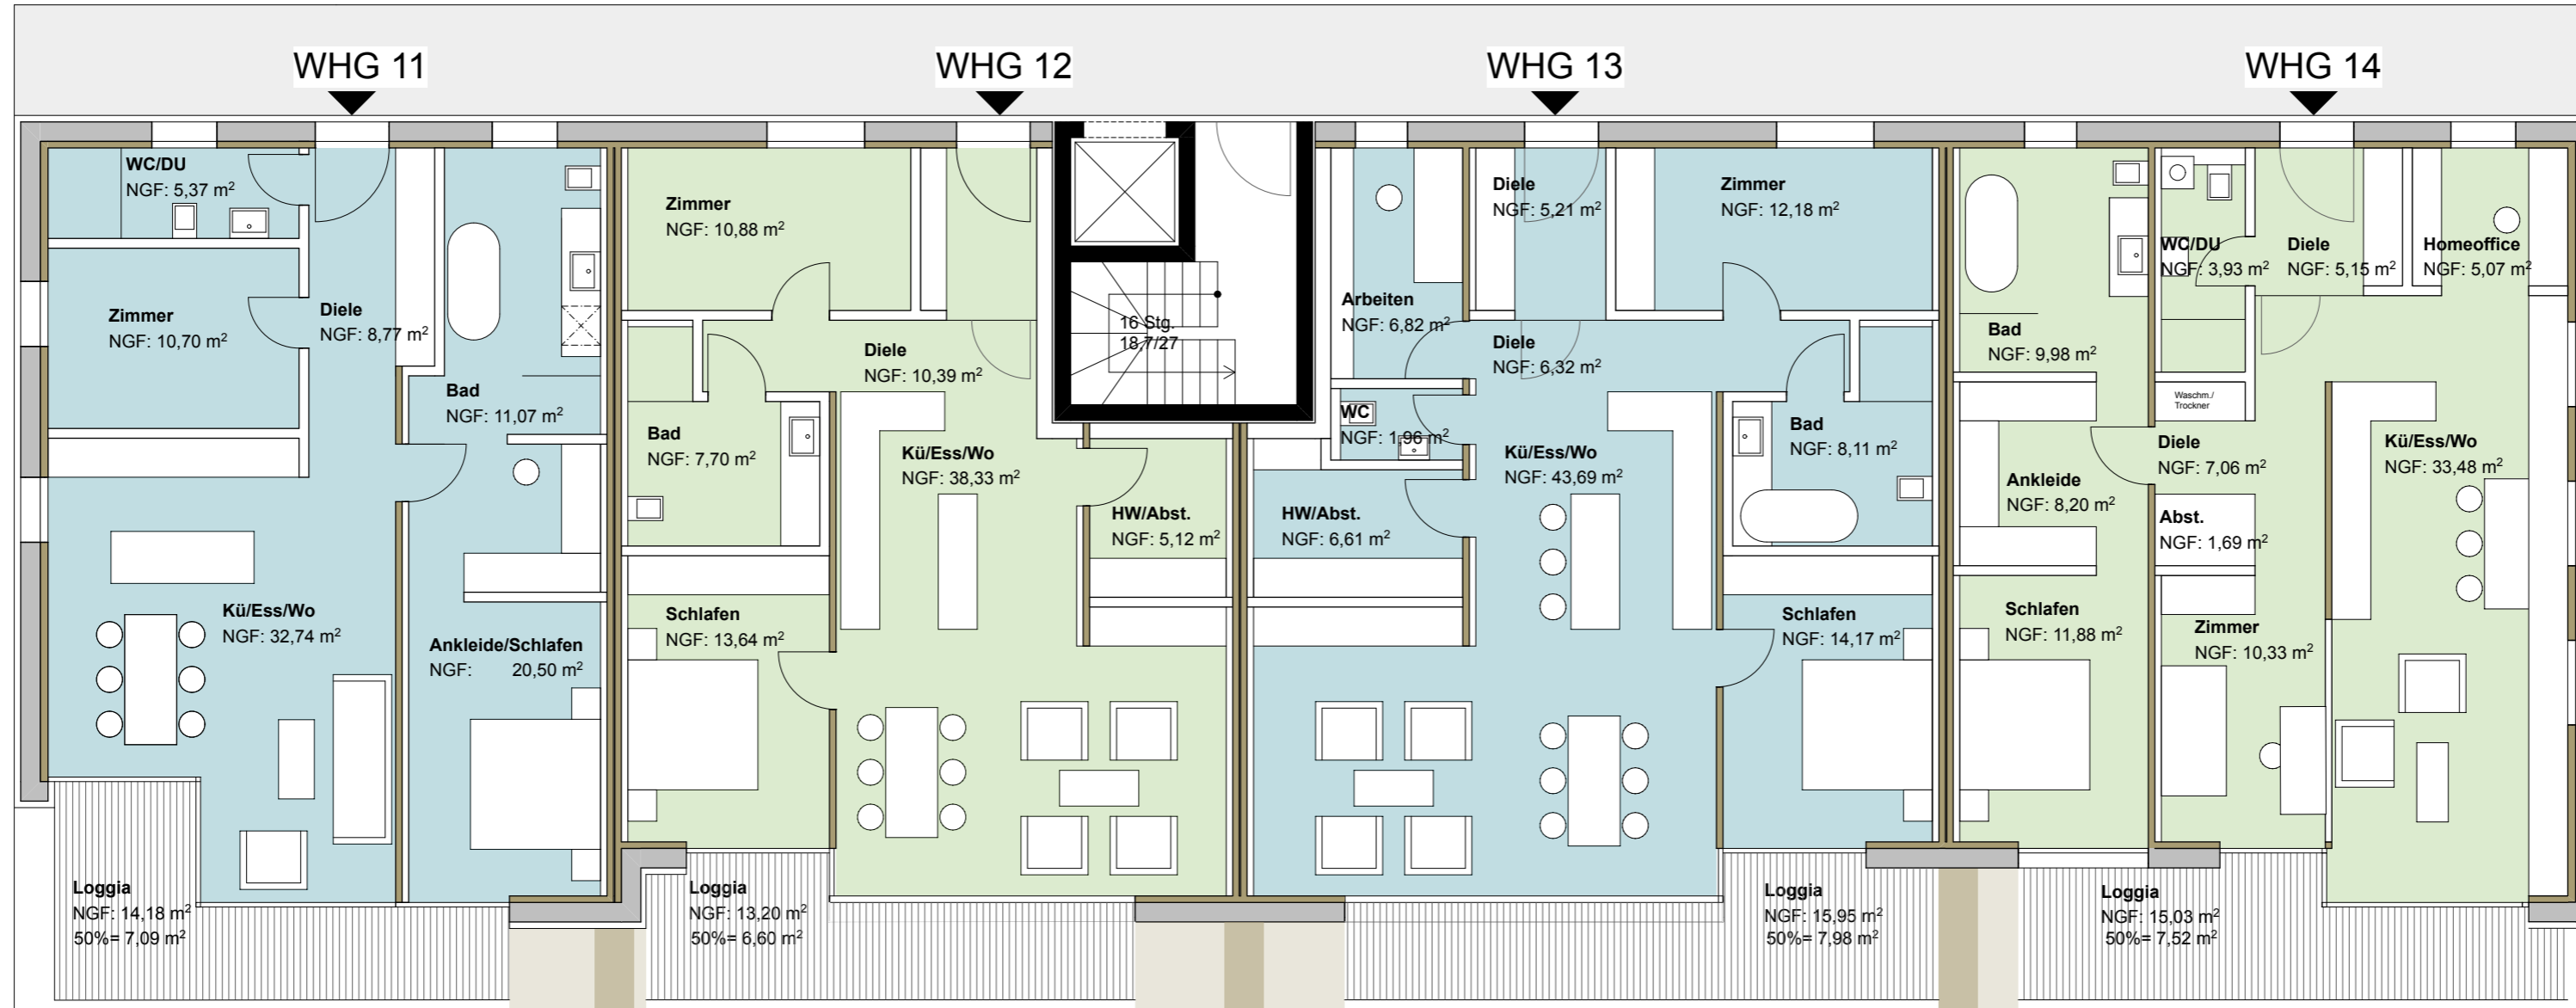 WHG 11
WHG 12
WHG 13
WHG 14
WC/DU
NGF: 5,37 m²
Zimmer
NGF: 10,70 m²
Diele
NGF: 8,77 m²
Bad
NGF: 11,07 m²
Kü/Ess/Wo
NGF: 32,74 m²
Ankleide/Schlafen
NGF: 20,50 m²
Loggia
NGF: 14,18 m²
50%= 7,09 m²
Zimmer
NGF: 10,88 m²
Diele
NGF: 10,39 m²
Bad
NGF: 7,70 m²
Kü/Ess/Wo
NGF: 38,33 m²
HW/Abst.
NGF: 5,12 m²
Schlafen
NGF: 13,64 m²
Loggia
NGF: 13,20 m²
50%= 6,60 m²
16 Stg.
18,7/27
Diele
NGF: 5,21 m²
Zimmer
NGF: 12,18 m²
Arbeiten
NGF: 6,82 m²
Diele
NGF: 6,32 m²
WC
NGF: 1,96 m²
Bad
NGF: 8,11 m²
Kü/Ess/Wo
NGF: 43,69 m²
HW/Abst.
NGF: 6,61 m²
Schlafen
NGF: 14,17 m²
Loggia
NGF: 15,95 m²
50%= 7,98 m²
WC/DU
NGF: 3,93 m²
Diele
NGF: 5,15 m²
Homeoffice
NGF: 5,07 m²
Bad
NGF: 9,98 m²
Waschm./
Trockner
Diele
NGF: 7,06 m²
Kü/Ess/Wo
NGF: 33,48 m²
Ankleide
NGF: 8,20 m²
Abst.
NGF: 1,69 m²
Schlafen
NGF: 11,88 m²
Zimmer
NGF: 10,33 m²
Loggia
NGF: 15,03 m²
50%= 7,52 m²